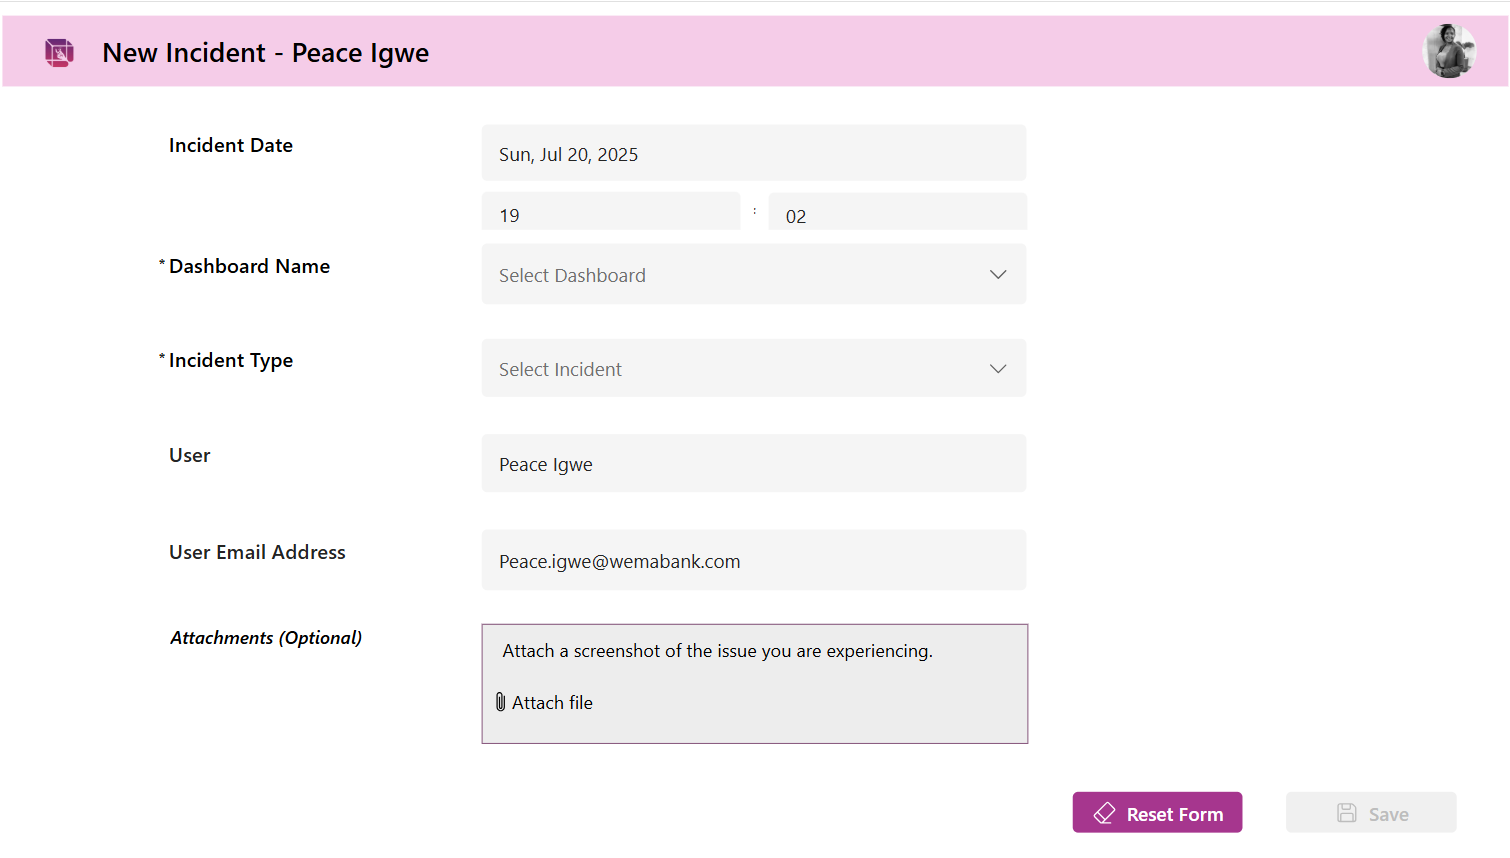 New Incident - Peace Igwe
Incident Date
Sun, Jul 20, 2025
19 : 02
* Dashboard Name
Select Dashboard
* Incident Type
Select Incident
User
Peace Igwe
User Email Address
Peace.igwe@wemabank.com
Attachments (Optional)
Attach a screenshot of the issue you are experiencing.
Attach file
Reset Form
Save